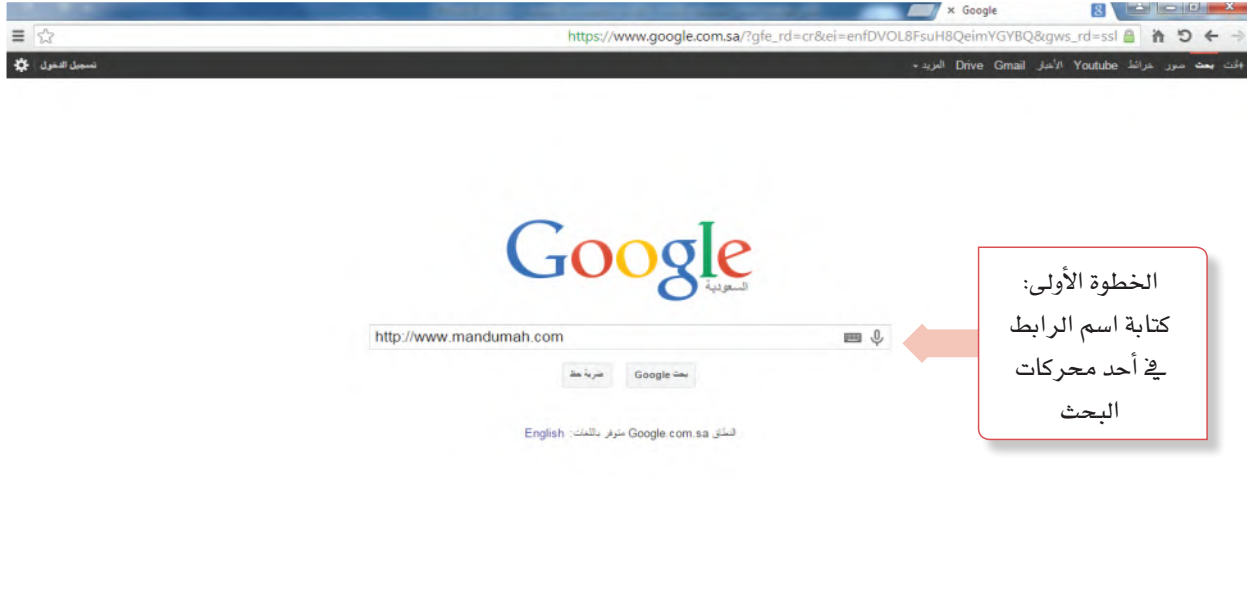 Google
https://www.google.com.sa/?gfe_rd=cr&ei=enfDVOL8FsuH8QeimYGYBQ&gws_rd=ssl
بحث صور خرائط Youtube الأخبار Gmail Drive المزيد
تسجيل الدخول
Google
السعودية
http://www.mandumah.com
بحث Google
ضربة حظ
النطاق Google.com.sa متوفر باللغات: English
الخطوة الأولى:
كتابة اسم الرابط
في أحد محركات
البحث